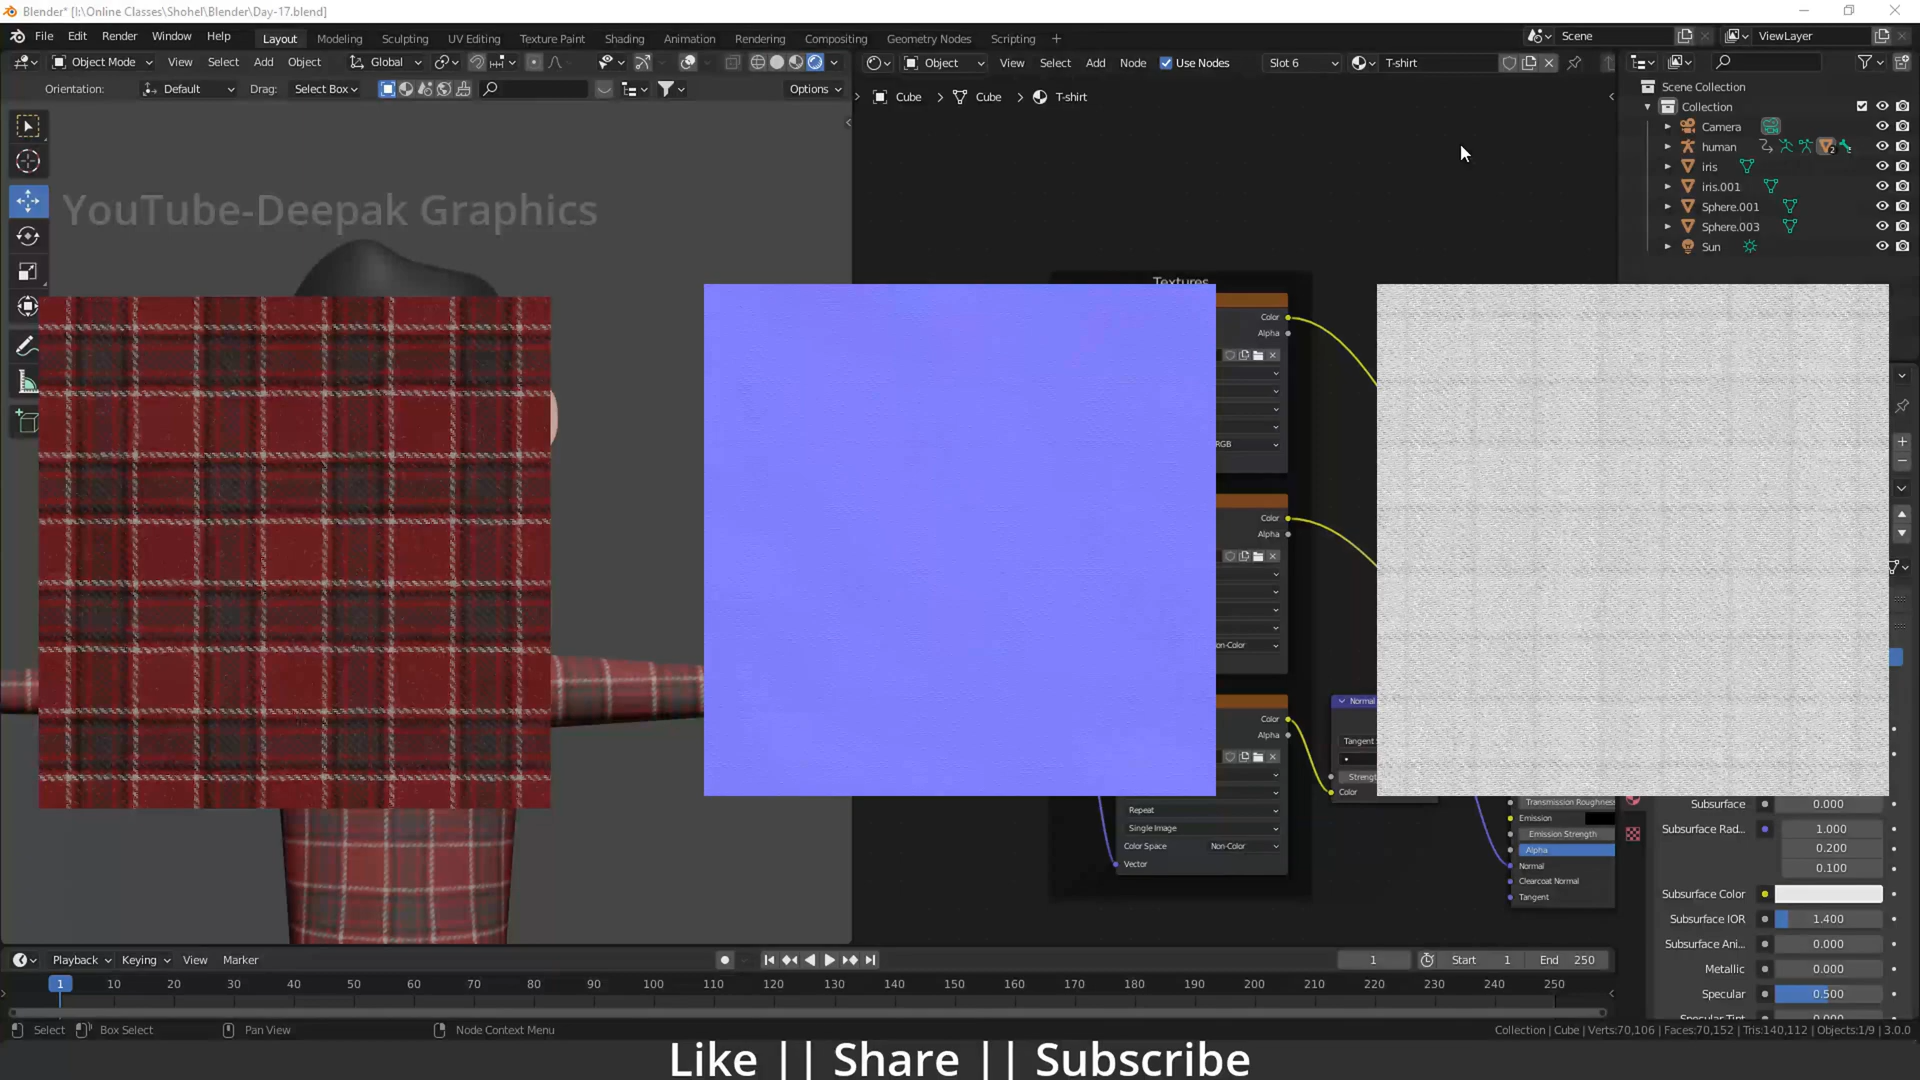 Blender* [I:\Online Classes\Shohel\Blender\Day-17.blend]
File Edit Render Window Help
Layout Modeling Sculpting UV Editing Texture Paint Shading Animation Rendering Compositing Geometry Nodes Scripting +
Scene ViewLayer
Object Mode View Select Add Object Global
Object View Select Add Node Use Nodes Slot 6 T-shirt
Orientation: Default Drag: Select Box Options
Cube > Cube > T-shirt
Scene Collection
Collection
Camera
human
iris
iris.001
Sphere.001
Sphere.003
Sun
YouTube-Deepak Graphics
Textures
Color
Alpha
RGB
Color
Alpha
on-Color
Color
Alpha
Repeat
Single Image
Color Space Non-Color
Vector
Normal
Tangent
Strengt
Color
Transmission Roughness
Emission
Emission Strength
Alpha
Normal
Clearcoat Normal
Tangent
Subsurface 0.000
Subsurface Rad... 1.000
0.200
0.100
Subsurface Color
Subsurface IOR 1.400
Subsurface Ani... 0.000
Metallic 0.000
Specular 0.500
Playback Keying View Marker
1 Start 1 End 250
1 10 20 30 40 50 60 70 80 90 100 110 120 130 140 150 160 170 180 190 200 210 220 230 240 250
Select Box Select Pan View Node Context Menu
Collection | Cube | Verts:70,106 | Faces:70,152 | Tris:140,112 | Objects:1/9 | 3.0.0
Like || Share || Subscribe